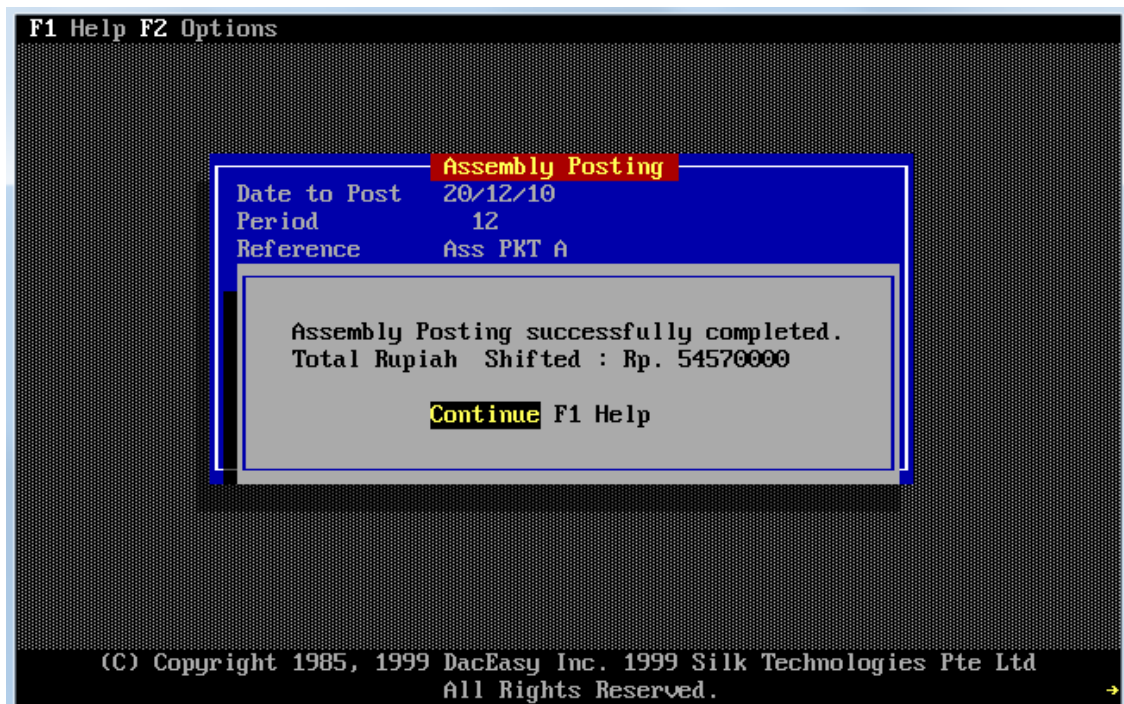 F1 Help F2 Options
Assembly Posting
Date to Post 20/12/10
Period 12
Reference Ass PKT A
Assembly Posting successfully completed.
Total Rupiah Shifted : Rp. 54570000
Continue F1 Help
(C) Copyright 1985, 1999 DacEasy Inc. 1999 Silk Technologies Pte Ltd
All Rights Reserved.